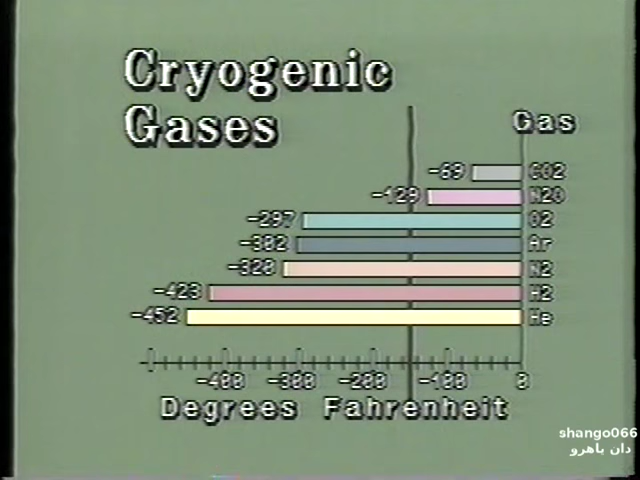 Cryogenic
Gases
Gas
-69 CO2
-129 N2O
-297 O2
-302 Ar
-320 N2
-423 H2
-452 He
-400 -300 -200 -100 0
Degrees Fahrenheit
shango066
دان یاهرو